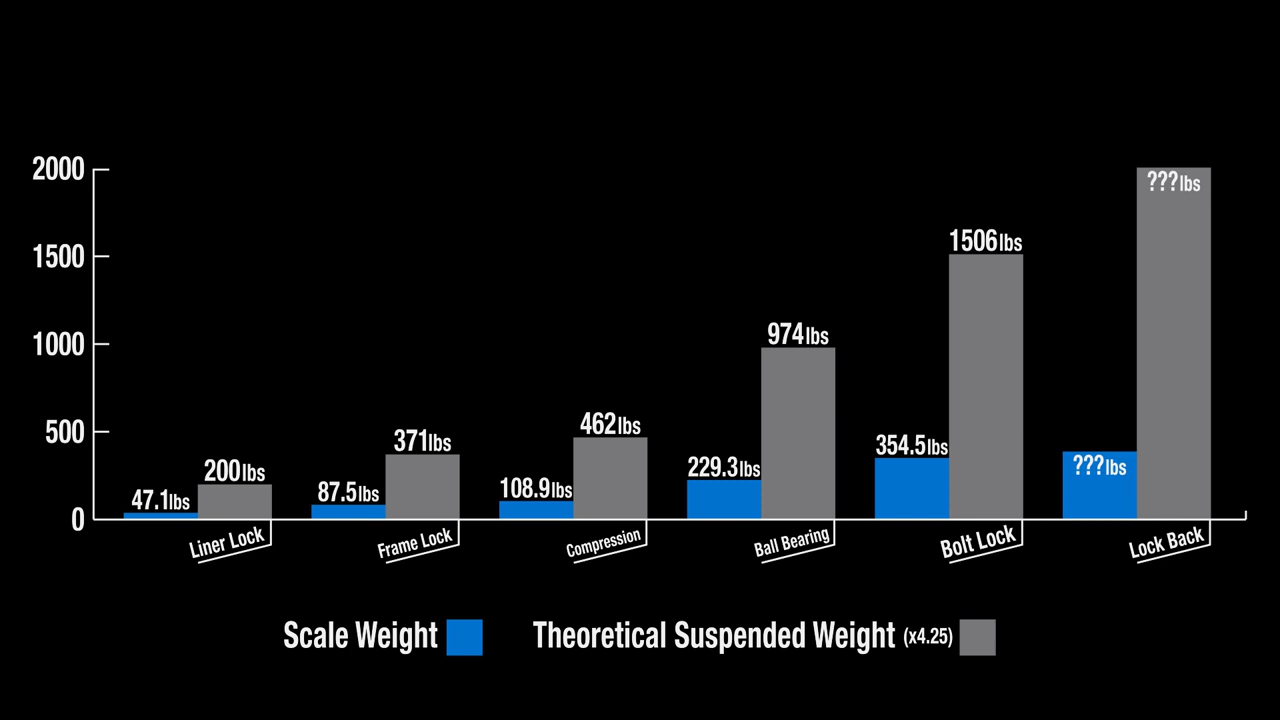 2000
1500
1000
500
0
47.1lbs
200lbs
87.5lbs
371lbs
108.9lbs
462lbs
229.3lbs
974lbs
354.5lbs
1506lbs
???lbs
???lbs
Liner Lock
Frame Lock
Compression
Ball Bearing
Bolt Lock
Lock Back
Scale Weight
Theoretical Suspended Weight (x4.25)